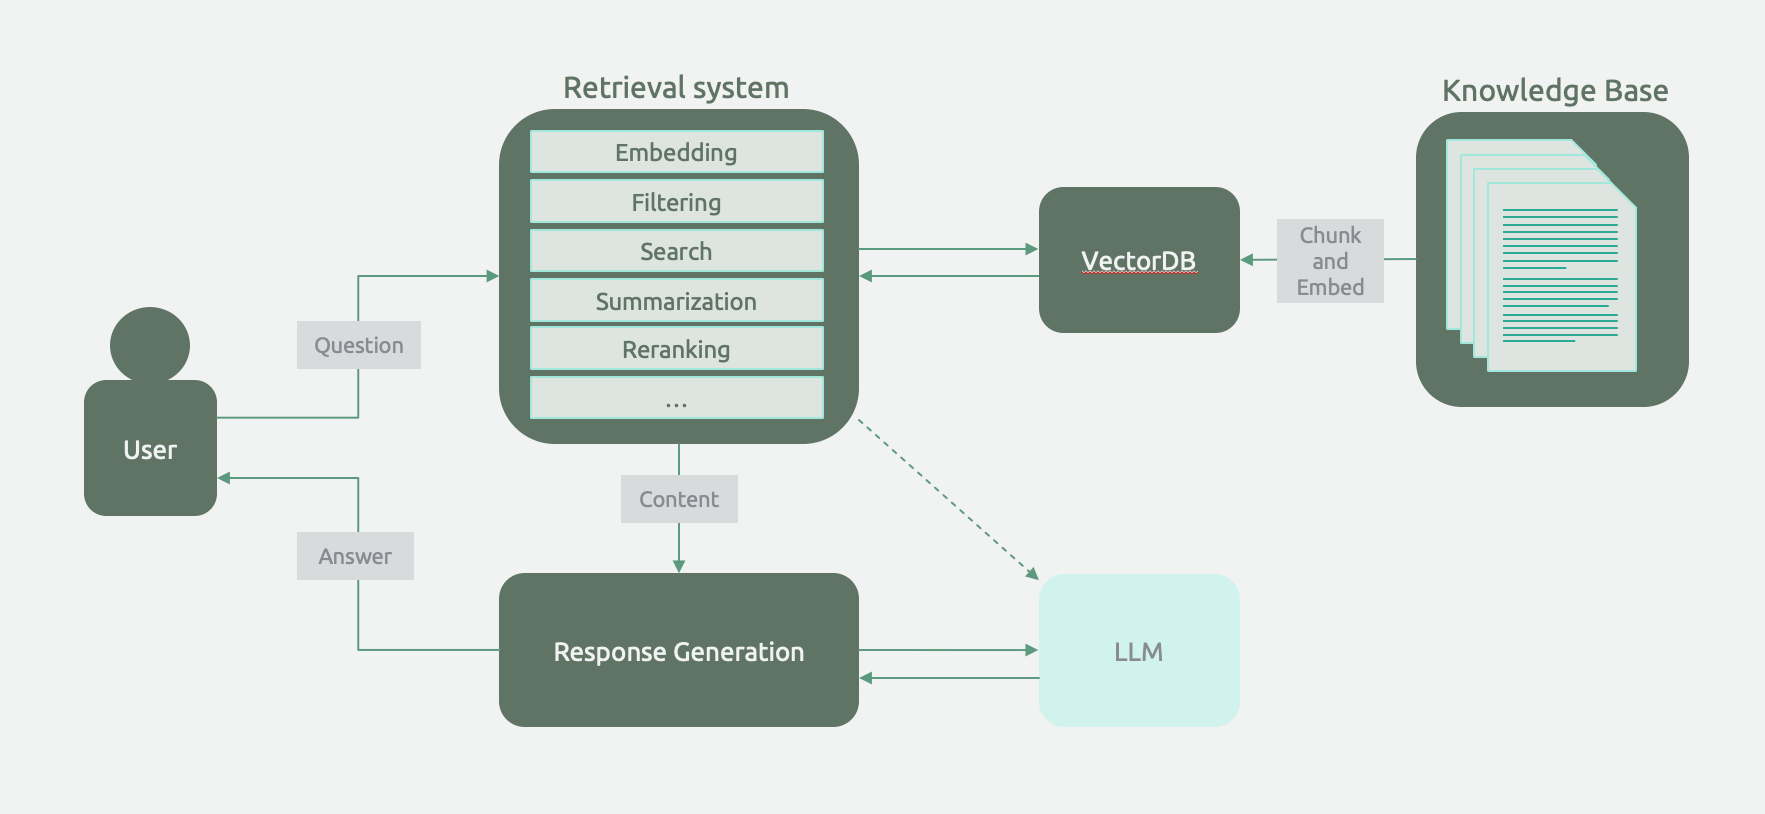 Retrieval system
Knowledge Base
Embedding
Filtering
Search
Summarization
Reranking
...
VectorDB
Chunk
and
Embed
Question
User
Content
Answer
Response Generation
LLM